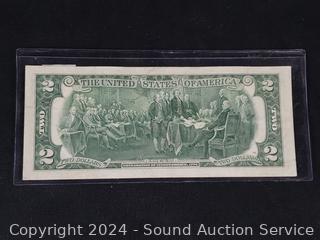 THE UNITED STATES OF AMERICA
2
2
TWO
TWO
2
2
TWO DOLLARS
TWO DOLLARS
Copyright 2024 - Sound Auction Service